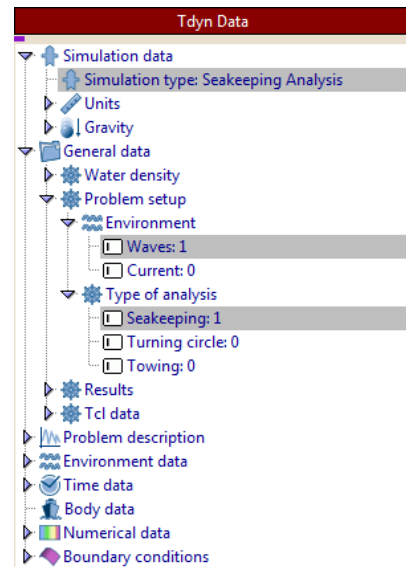 Tdyn Data
Simulation data
Simulation type: Seakeeping Analysis
Units
Gravity
General data
Water density
Problem setup
Environment
Waves: 1
Current: 0
Type of analysis
Seakeeping: 1
Turning circle: 0
Towing: 0
Results
Tcl data
Problem description
Environment data
Time data
Body data
Numerical data
Boundary conditions